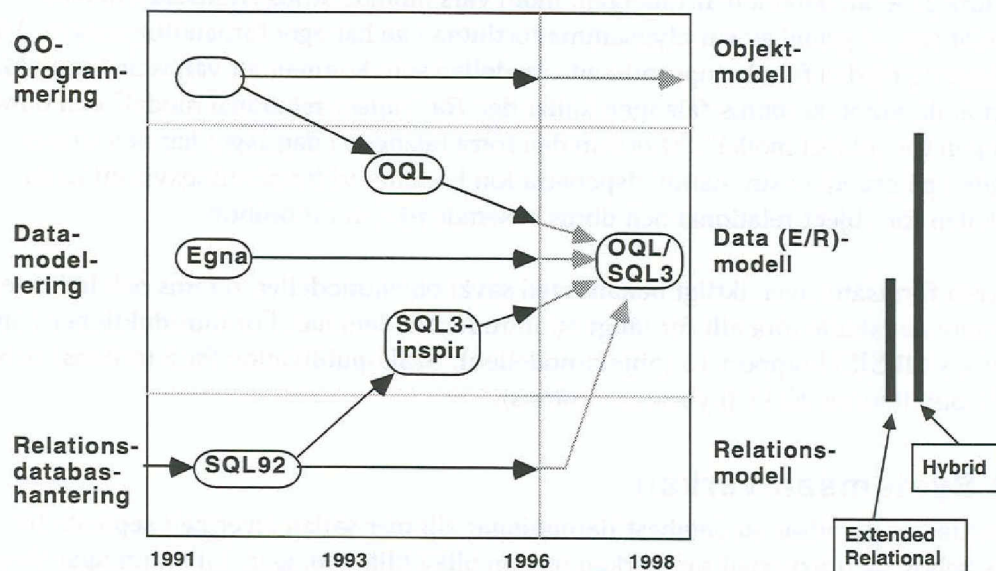 OO-
program-
mering
C++
Objekt-
modell
OQL
Data-
model-
lering
Egna
OQL/
SQL3
Data (E/R)-
modell
SQL3-
inspir
Relations-
databas-
hantering
SQL92
Relations-
modell
Hybrid
Extended
Relational
1991
1993
1996
1998